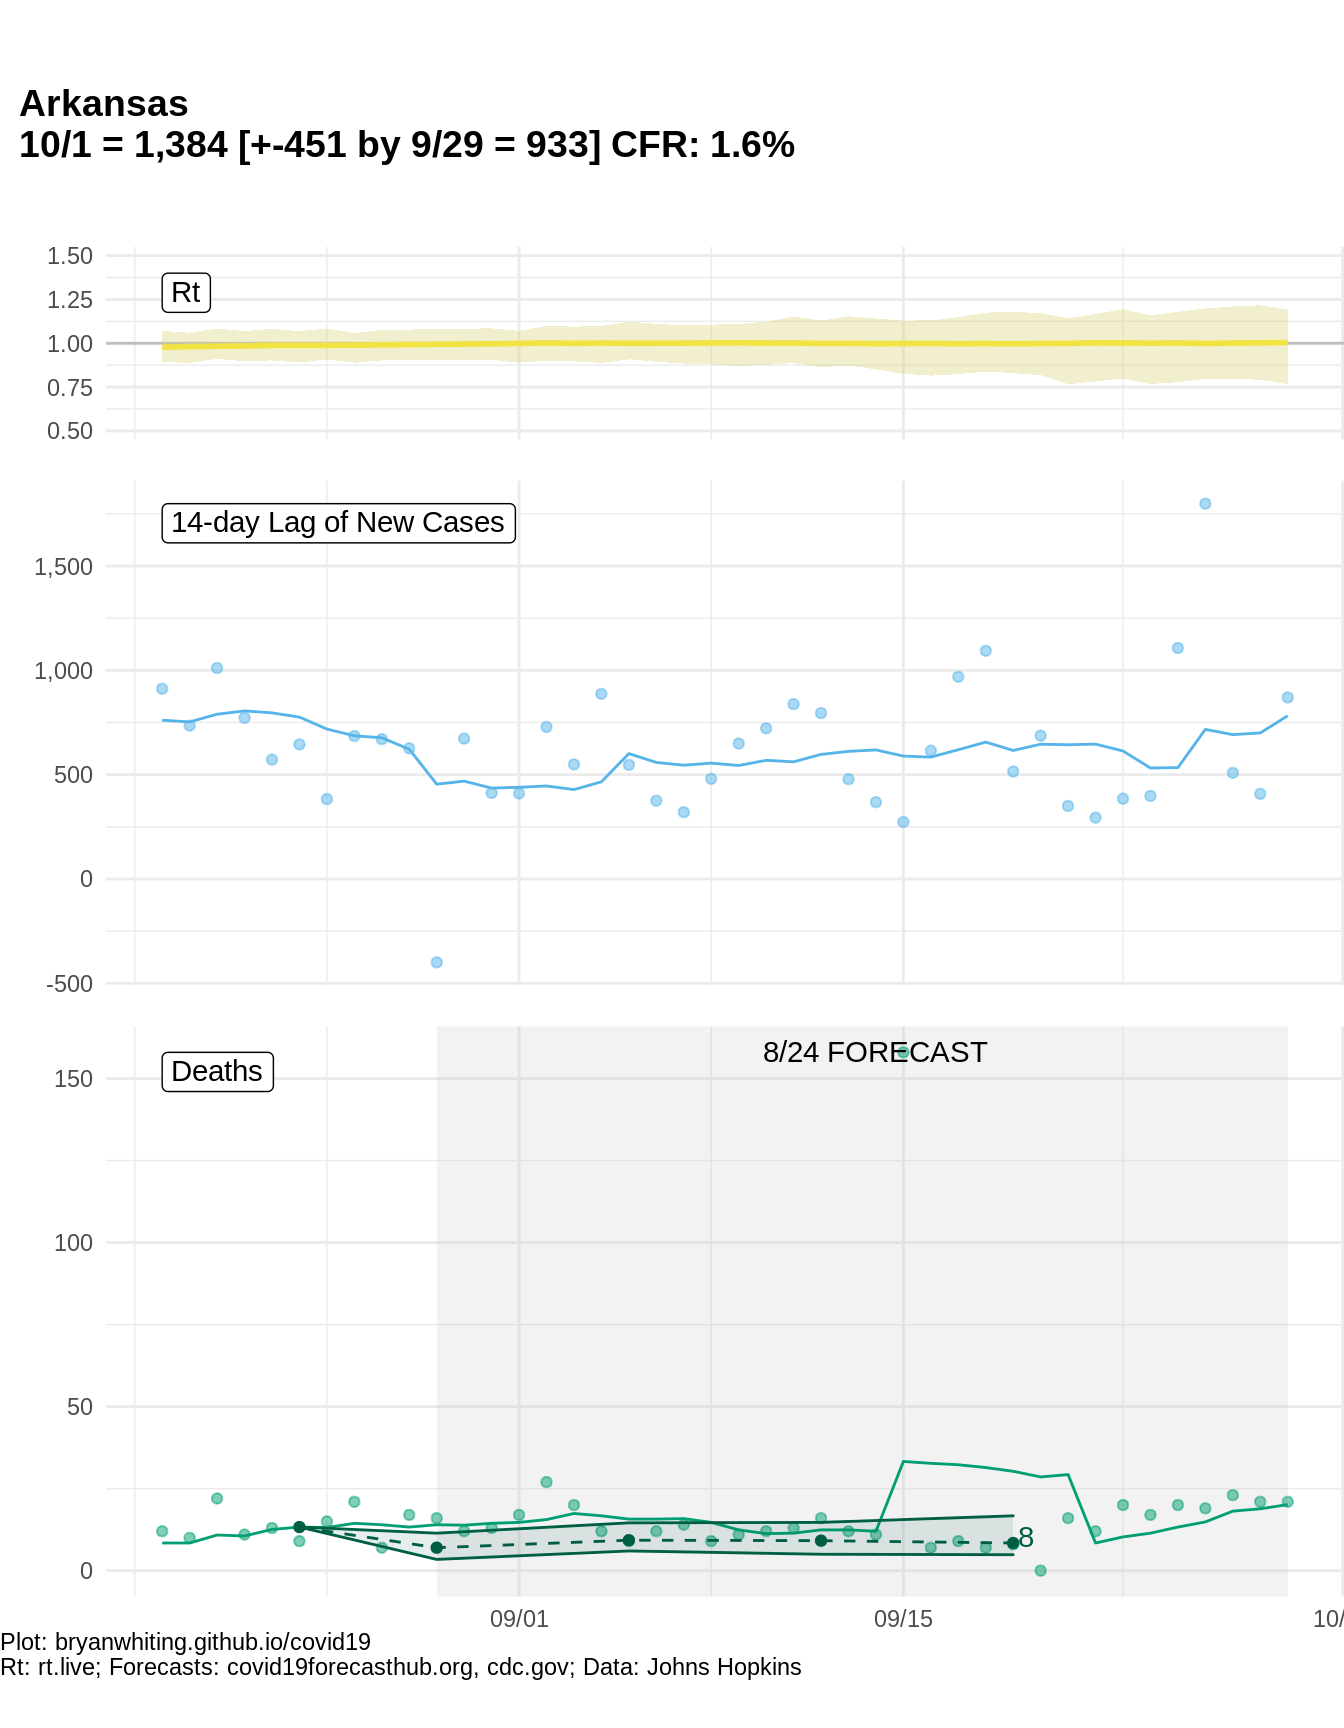 Arkansas
10/1 = 1,384 [+-451 by 9/29 = 933] CFR: 1.6%
1.50
Rt
1.25
1.00
0.75
0.50
14-day Lag of New Cases
1,500
1,000
500
0
-500
8/24 FORECAST
Deaths
150
100
50
8
0
09/01 09/15 10/
Plot: bryanwhiting.github.io/covid19
Rt: rt.live; Forecasts: covid19forecasthub.org, cdc.gov; Data: Johns Hopkins